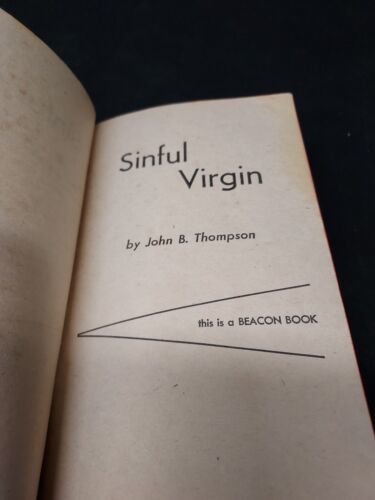 Sinful
Virgin
by John B. Thompson
this is a BEACON BOOK